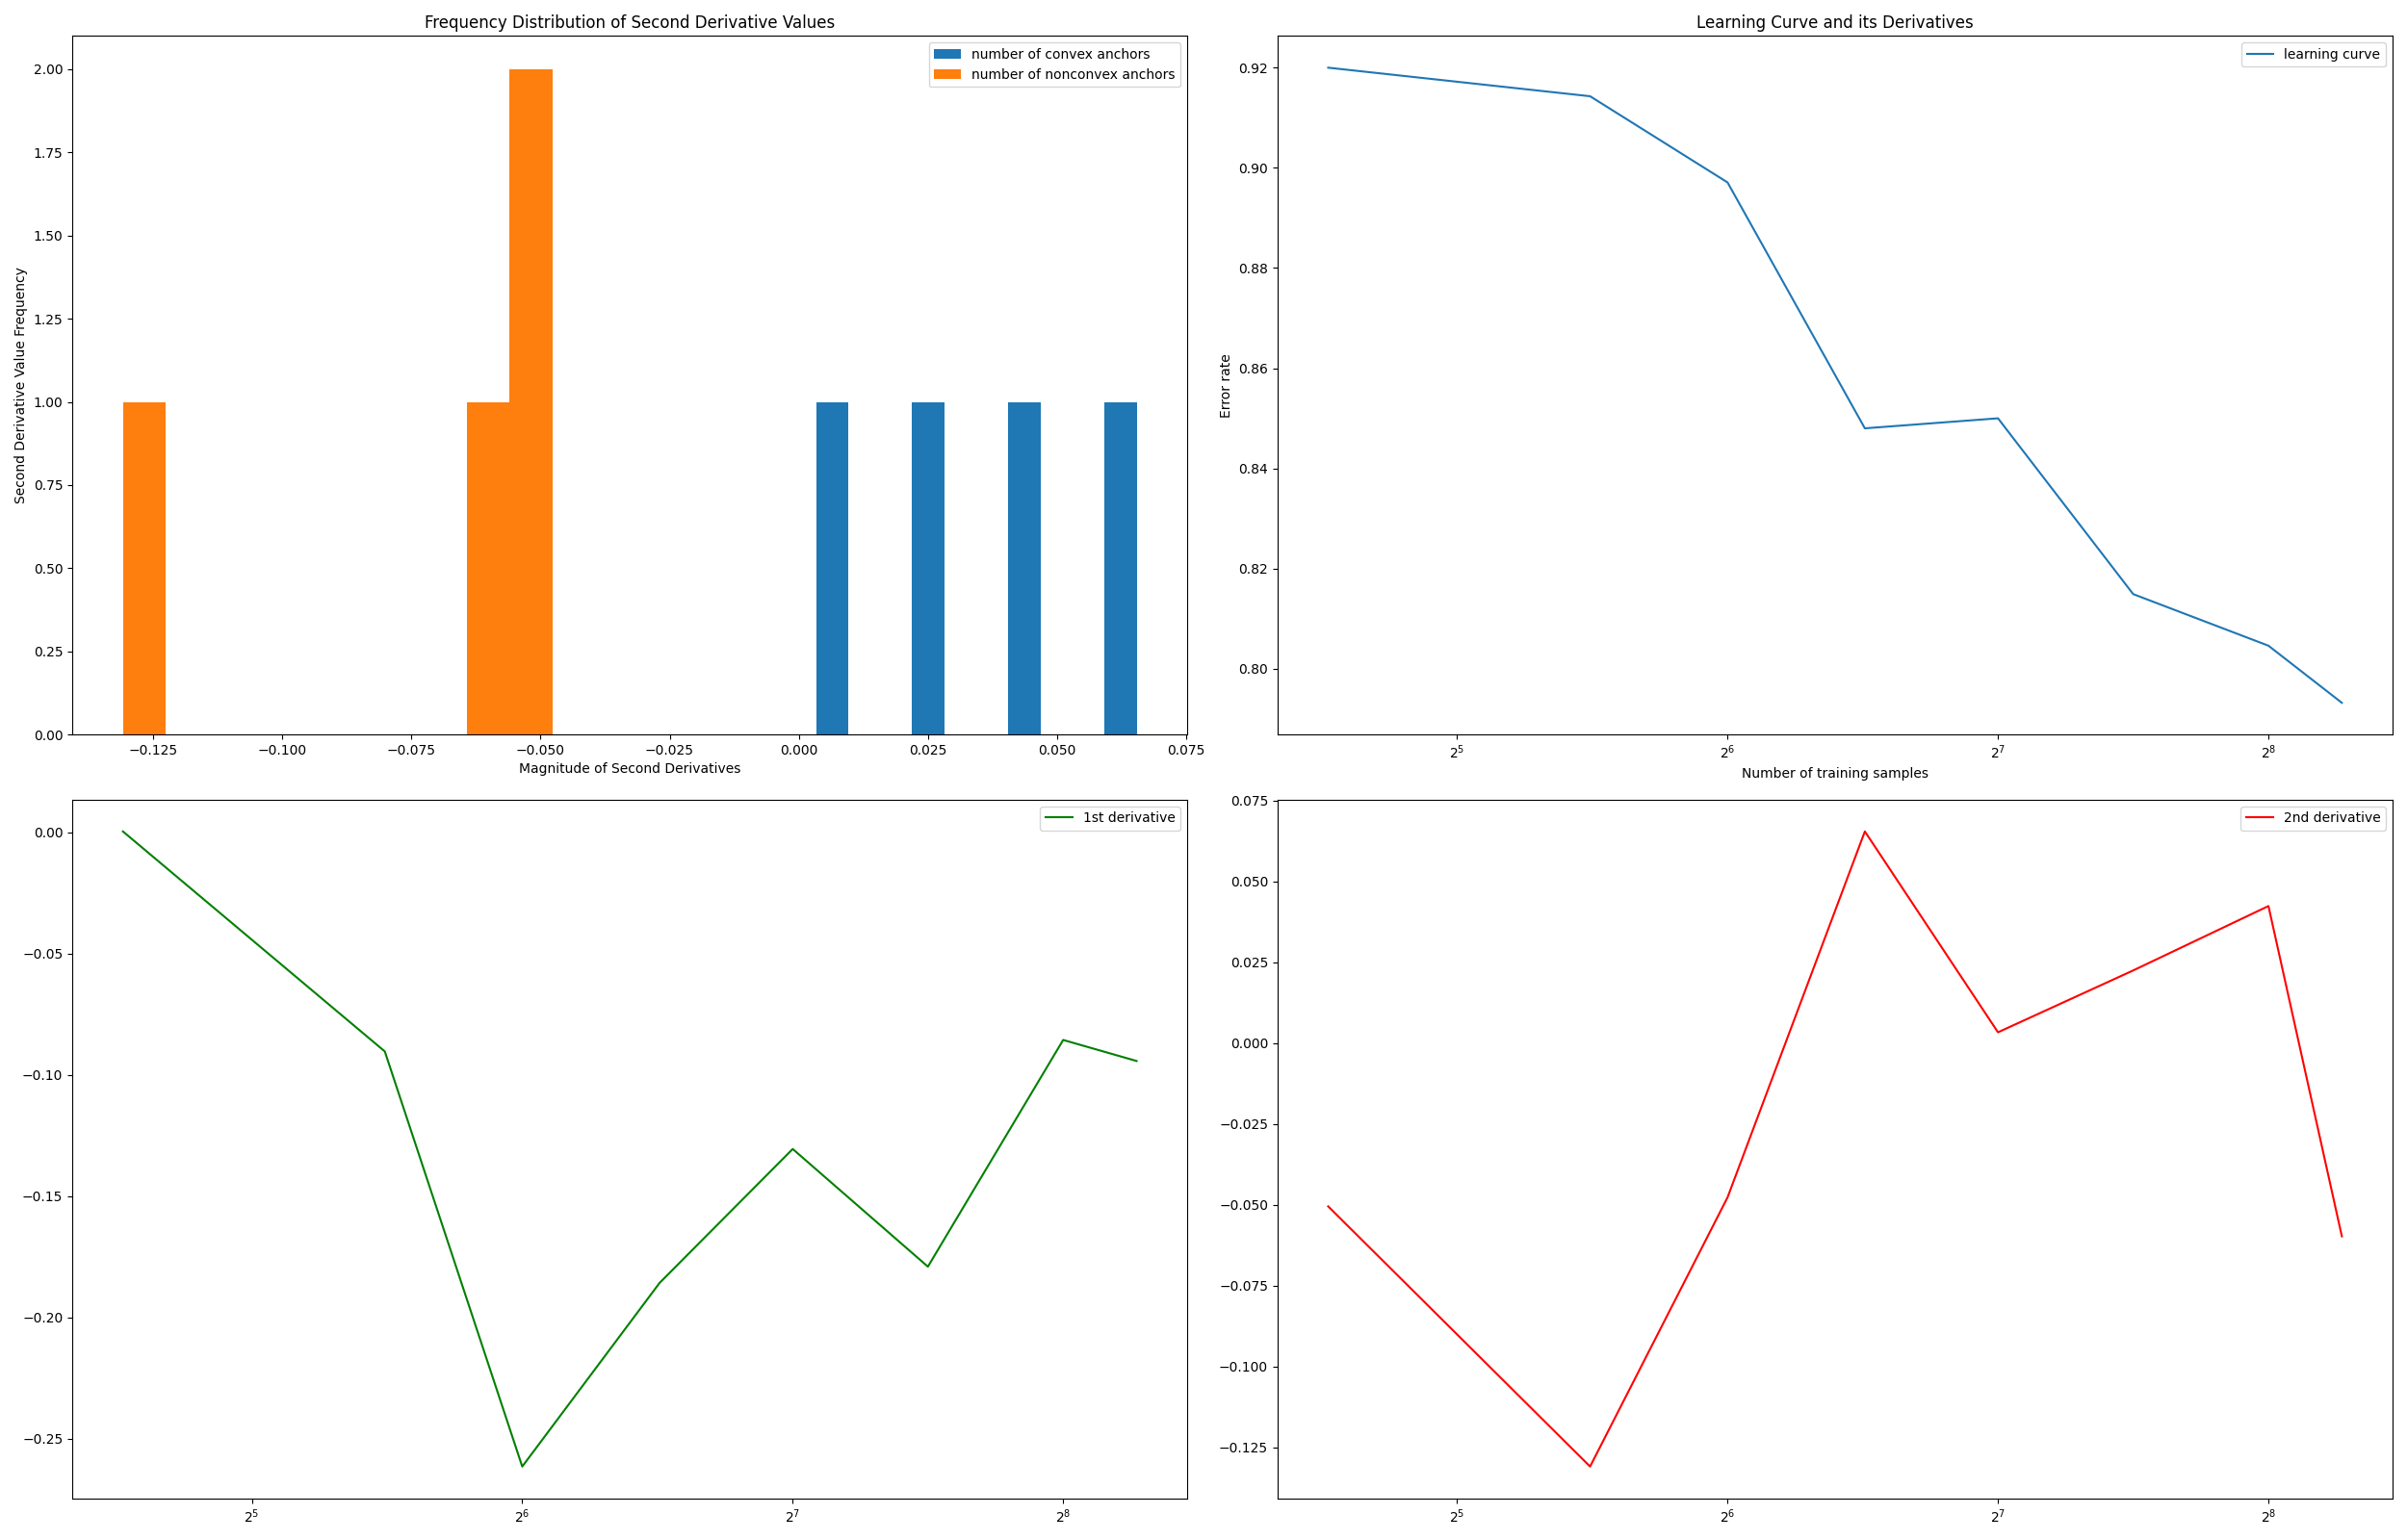 Frequency Distribution of Second Derivative Values
number of convex anchors
number of nonconvex anchors
2.00
1.75
1.50
1.25
1.00
0.75
0.50
0.25
0.00
Second Derivative Value Frequency
−0.125 −0.100 −0.075 −0.050 −0.025 0.000 0.025 0.050 0.075
Magnitude of Second Derivatives
Learning Curve and its Derivatives
learning curve
0.92
0.90
0.88
0.86
0.84
0.82
0.80
Error rate
2^5 2^6 2^7 2^8
Number of training samples
1st derivative
0.00
−0.05
−0.10
−0.15
−0.20
−0.25
2^5 2^6 2^7 2^8
2nd derivative
0.075
0.050
0.025
0.000
−0.025
−0.050
−0.075
−0.100
−0.125
2^5 2^6 2^7 2^8